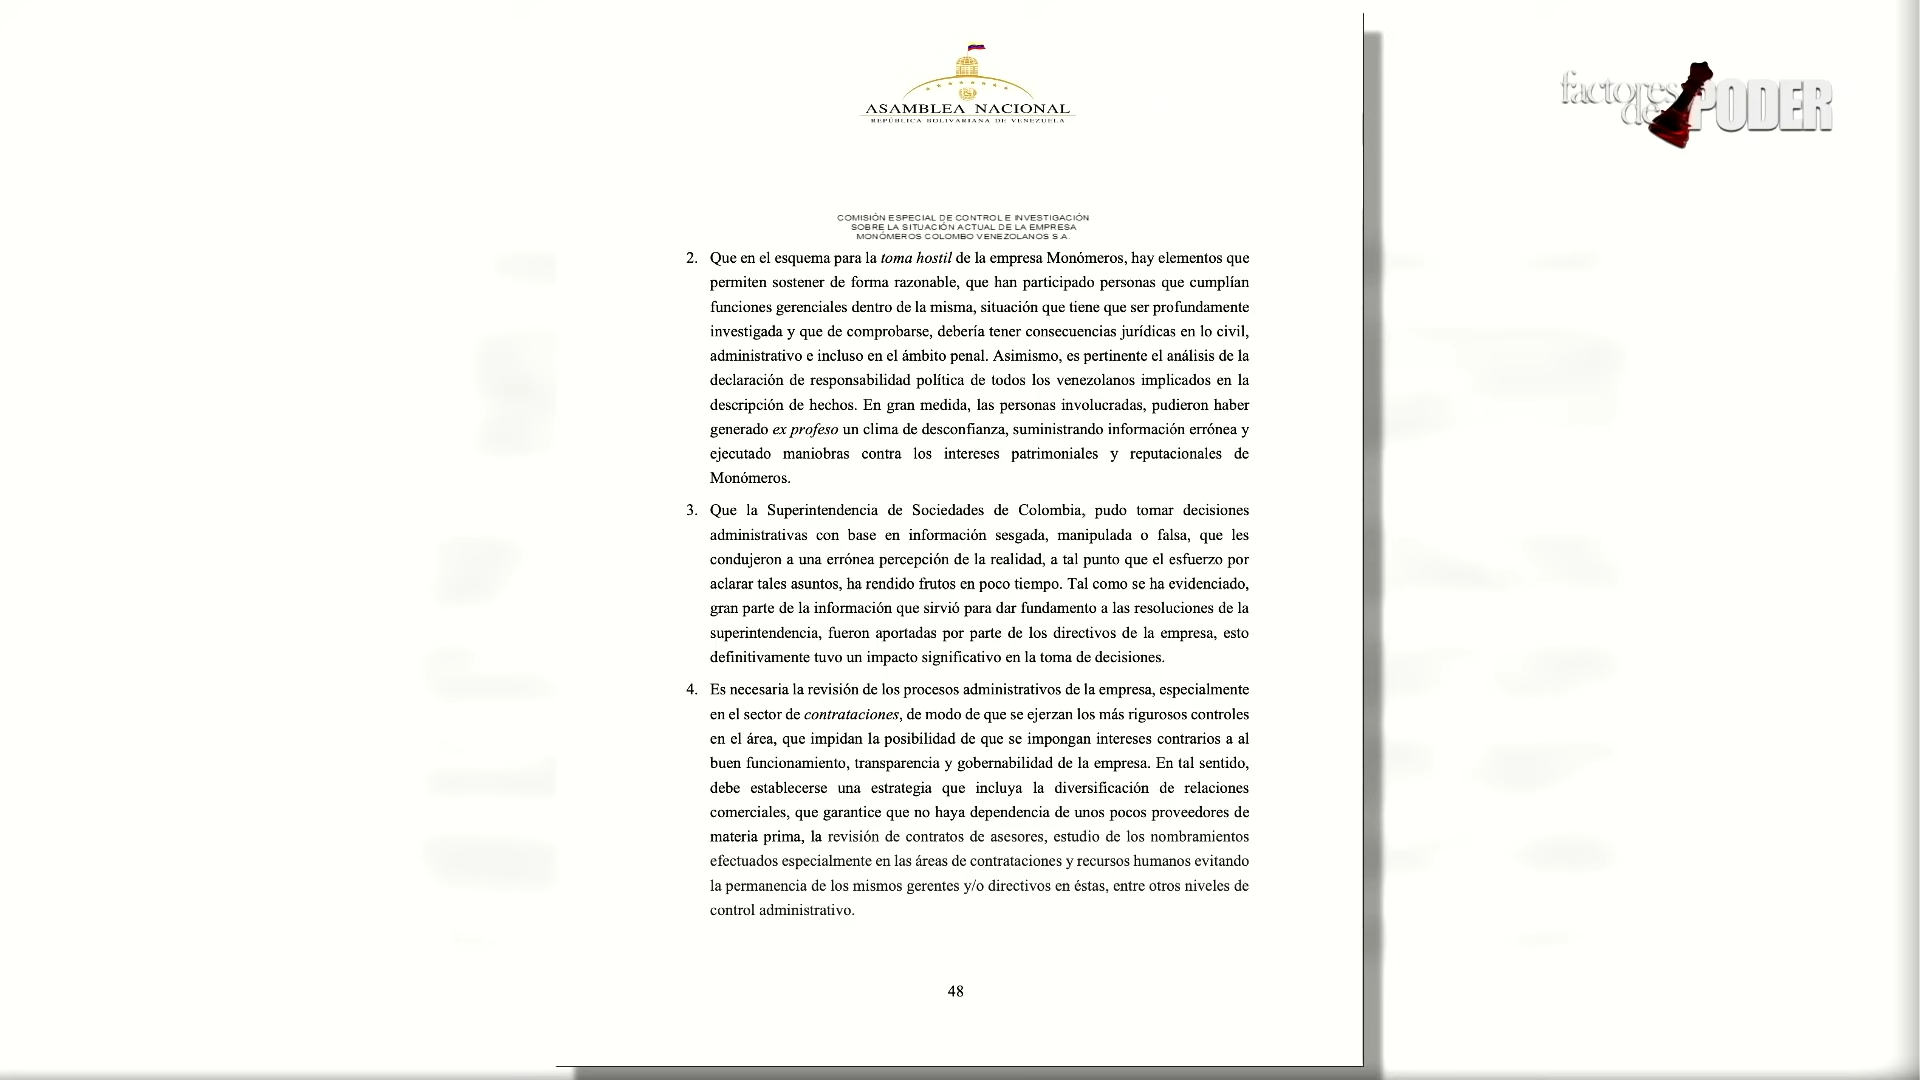 ASAMBLEA NACIONAL
REPÚBLICA BOLIVARIANA DE VENEZUELA
factores de PODER
COMISIÓN ESPECIAL DE CONTROL E INVESTIGACIÓN
SOBRE LA SITUACIÓN ACTUAL DE LA EMPRESA
MONÓMEROS COLOMBO VENEZOLANOS S.A.
2. Que en el esquema para la toma hostil de la empresa Monómeros, hay elementos que
permiten sostener de forma razonable, que han participado personas que cumplían
funciones gerenciales dentro de la misma, situación que tiene que ser profundamente
investigada y que de comprobarse, debería tener consecuencias jurídicas en lo civil,
administrativo e incluso en el ámbito penal. Asimismo, es pertinente el análisis de la
declaración de responsabilidad política de todos los venezolanos implicados en la
descripción de hechos. En gran medida, las personas involucradas, pudieron haber
generado ex profeso un clima de desconfianza, suministrando información errónea y
ejecutado maniobras contra los intereses patrimoniales y reputacionales de
Monómeros.
3. Que la Superintendencia de Sociedades de Colombia, pudo tomar decisiones
administrativas con base en información sesgada, manipulada o falsa, que les
condujeron a una errónea percepción de la realidad, a tal punto que el esfuerzo por
aclarar tales asuntos, ha rendido frutos en poco tiempo. Tal como se ha evidenciado,
gran parte de la información que sirvió para dar fundamento a las resoluciones de la
superintendencia, fueron aportadas por parte de los directivos de la empresa, esto
definitivamente tuvo un impacto significativo en la toma de decisiones.
4. Es necesaria la revisión de los procesos administrativos de la empresa, especialmente
en el sector de contrataciones, de modo de que se ejerzan los más rigurosos controles
en el área, que impidan la posibilidad de que se impongan intereses contrarios a al
buen funcionamiento, transparencia y gobernabilidad de la empresa. En tal sentido,
debe establecerse una estrategia que incluya la diversificación de relaciones
comerciales, que garantice que no haya dependencia de unos pocos proveedores de
materia prima, la revisión de contratos de asesores, estudio de los nombramientos
efectuados especialmente en las áreas de contrataciones y recursos humanos evitando
la permanencia de los mismos gerentes y/o directivos en éstas, entre otros niveles de
control administrativo.
48